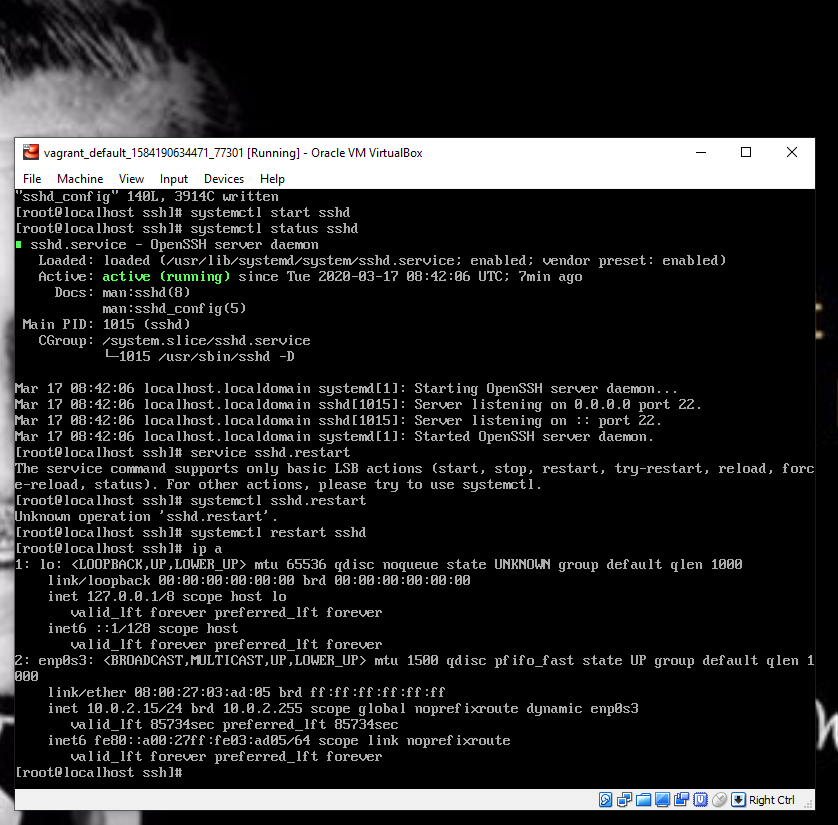 vagrant_default_1584190634471_77301 [Running] - Oracle VM VirtualBox
File Machine View Input Devices Help
"sshd_config" 140L, 3914C written
[root@localhost ssh]# systemctl start sshd
[root@localhost ssh]# systemctl status sshd
sshd.service - OpenSSH server daemon
Loaded: loaded (/usr/lib/systemd/system/sshd.service; enabled; vendor preset: enabled)
Active: active (running) since Tue 2020-03-17 08:42:06 UTC; 7min ago
Docs: man:sshd(8)
man:sshd_config(5)
Main PID: 1015 (sshd)
CGroup: /system.slice/sshd.service
└─1015 /usr/sbin/sshd -D
Mar 17 08:42:06 localhost.localdomain systemd[1]: Starting OpenSSH server daemon...
Mar 17 08:42:06 localhost.localdomain sshd[1015]: Server listening on 0.0.0.0 port 22.
Mar 17 08:42:06 localhost.localdomain sshd[1015]: Server listening on :: port 22.
Mar 17 08:42:06 localhost.localdomain systemd[1]: Started OpenSSH server daemon.
[root@localhost ssh]# service sshd.restart
The service command supports only basic LSB actions (start, stop, restart, try-restart, reload, forc
e-reload, status). For other actions, please try to use systemctl.
[root@localhost ssh]# systemctl sshd.restart
Unknown operation 'sshd.restart'.
[root@localhost ssh]# systemctl restart sshd
[root@localhost ssh]# ip a
1: lo: <LOOPBACK,UP,LOWER_UP> mtu 65536 qdisc noqueue state UNKNOWN group default qlen 1000
link/loopback 00:00:00:00:00:00 brd 00:00:00:00:00:00
inet 127.0.0.1/8 scope host lo
valid_lft forever preferred_lft forever
inet6 ::1/128 scope host
valid_lft forever preferred_lft forever
2: enp0s3: <BROADCAST,MULTICAST,UP,LOWER_UP> mtu 1500 qdisc pfifo_fast state UP group default qlen 1
000
link/ether 08:00:27:03:ad:05 brd ff:ff:ff:ff:ff:ff
inet 10.0.2.15/24 brd 10.0.2.255 scope global noprefixroute dynamic enp0s3
valid_lft 85734sec preferred_lft 85734sec
inet6 fe80::a00:27ff:fe03:ad05/64 scope link noprefixroute
valid_lft forever preferred_lft forever
[root@localhost ssh]#
Right Ctrl